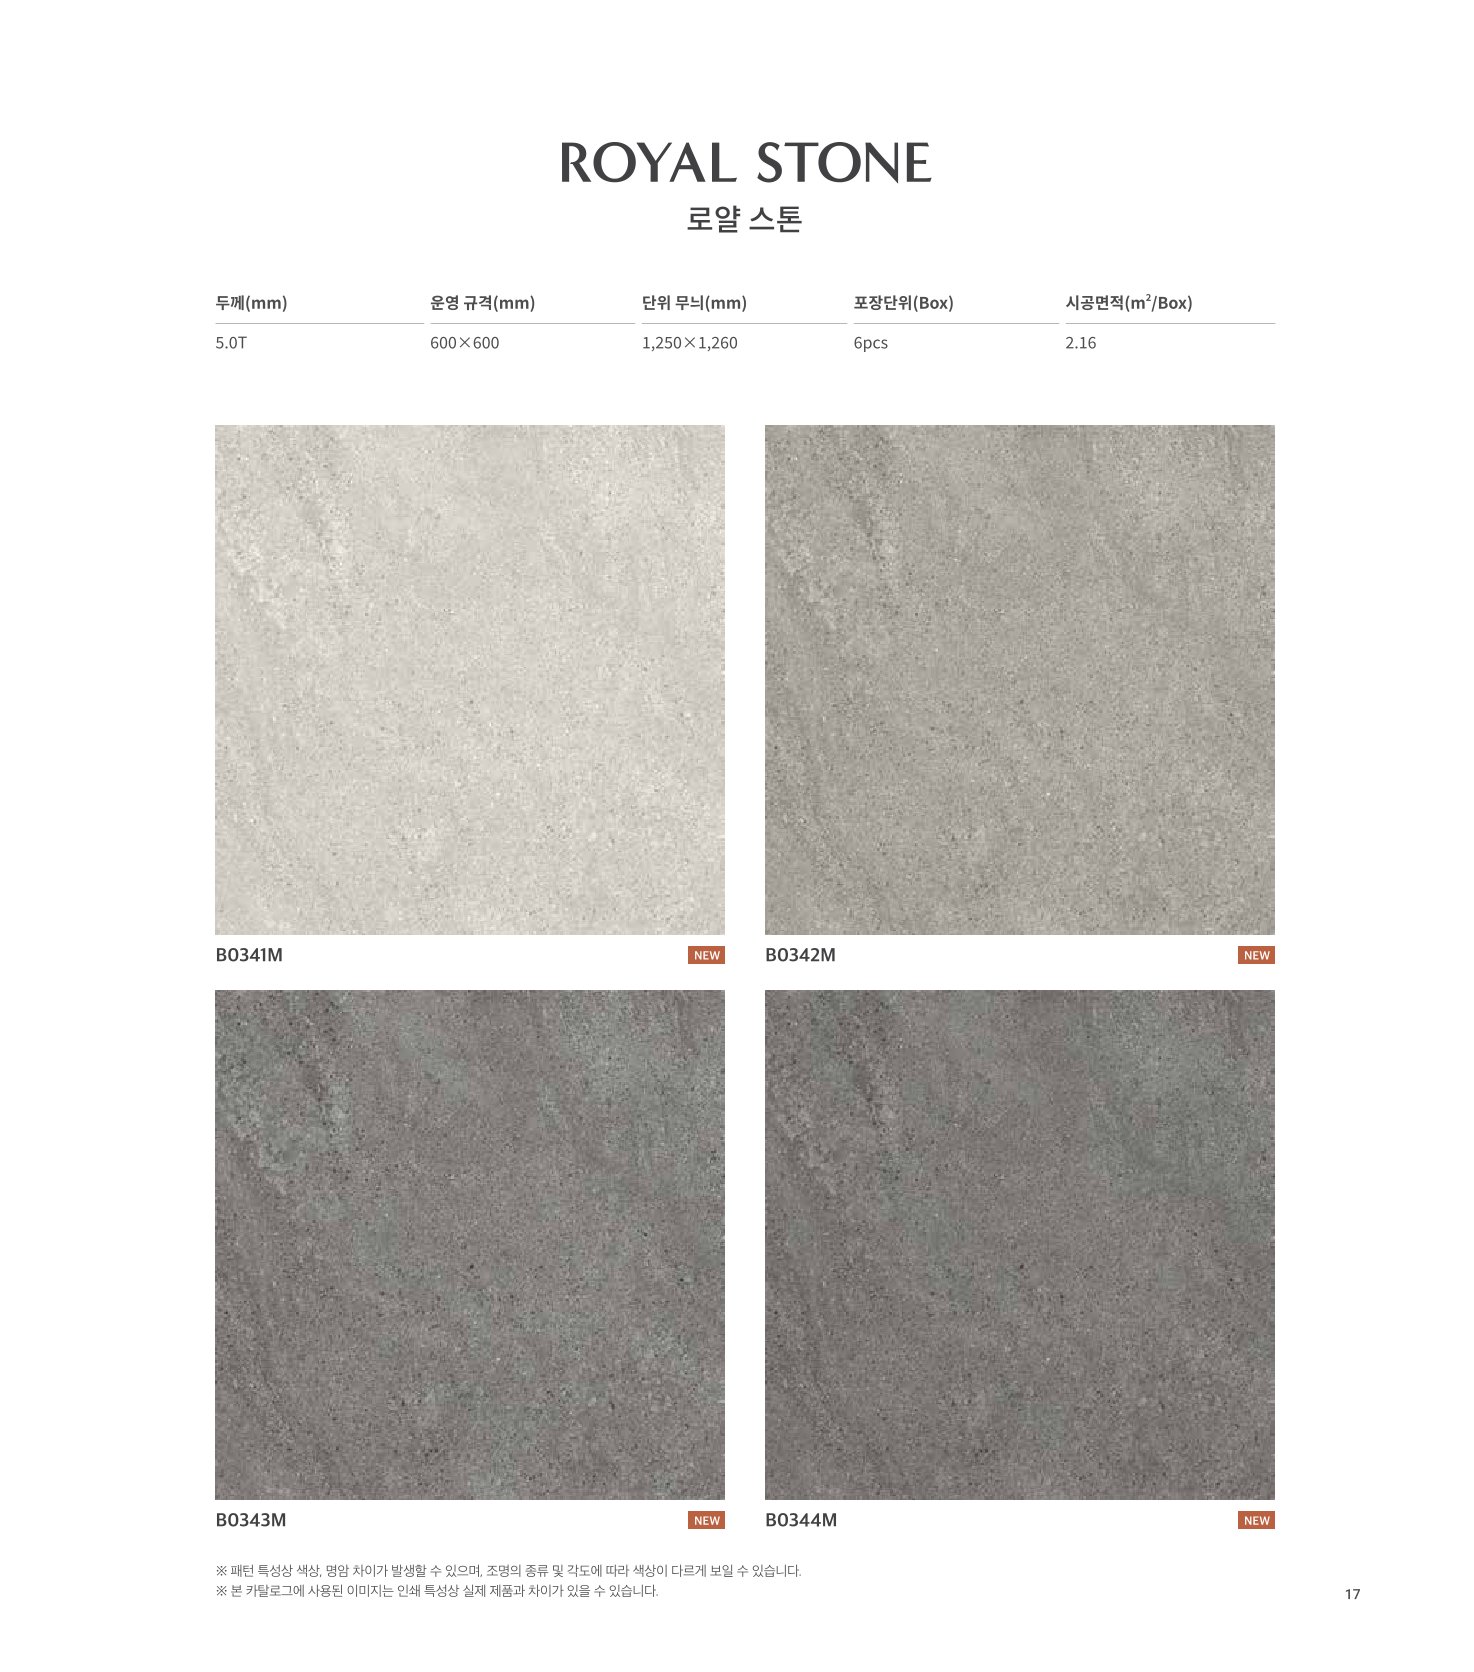 ROYAL STONE
로얄 스톤
두께(mm) 운영 규격(mm) 단위 무늬(mm) 포장단위(Box) 시공면적(m²/Box)
5.0T 600×600 1,250×1,260 6pcs 2.16
B0341M NEW B0342M NEW
B0343M NEW B0344M NEW
※ 패턴 특성상 색상, 명암 차이가 발생할 수 있으며, 조명의 종류 및 각도에 따라 색상이 다르게 보일 수 있습니다.
※ 본 카탈로그에 사용된 이미지는 인쇄 특성상 실제 제품과 차이가 있을 수 있습니다.
17